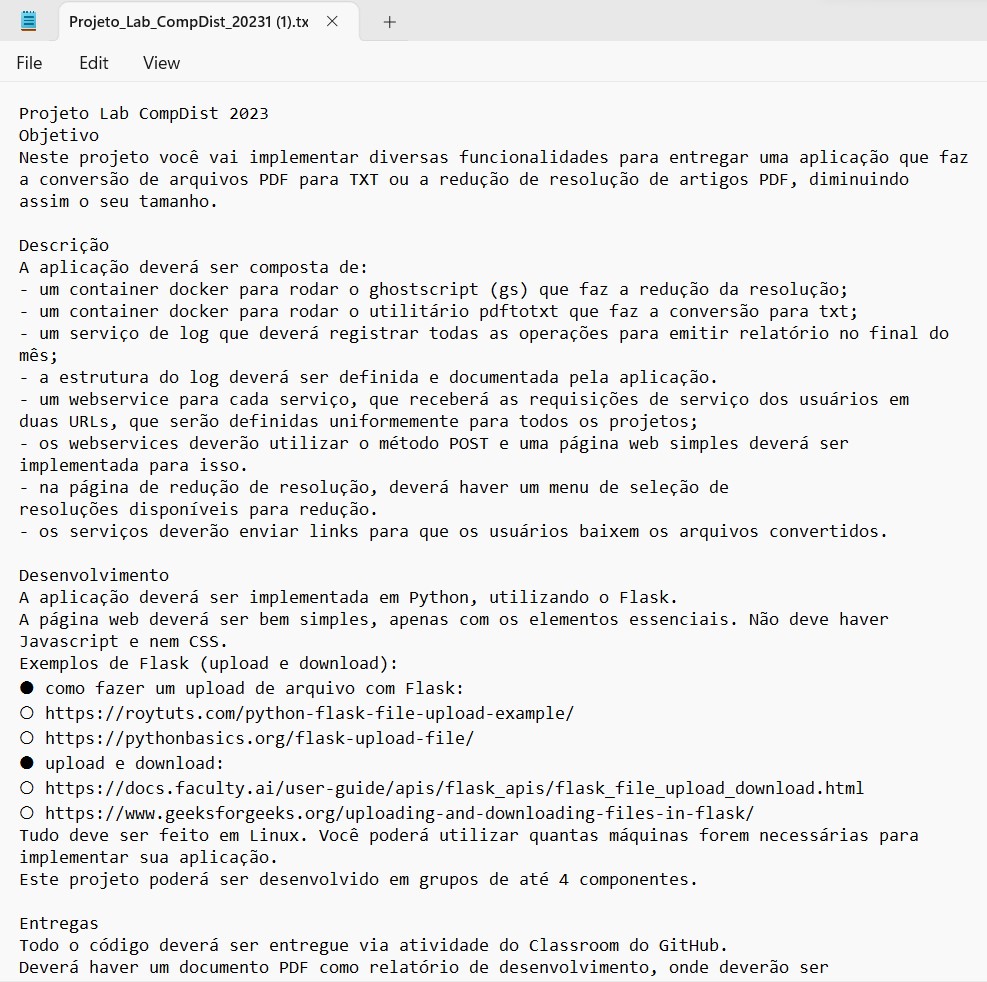 Projeto_Lab_CompDist_20231 (1).tx
File Edit View
Projeto Lab CompDist 2023
Objetivo
Neste projeto você vai implementar diversas funcionalidades para entregar uma aplicação que faz
a conversão de arquivos PDF para TXT ou a redução de resolução de artigos PDF, diminuindo
assim o seu tamanho.

Descrição
A aplicação deverá ser composta de:
- um container docker para rodar o ghostscript (gs) que faz a redução da resolução;
- um container docker para rodar o utilitário pdftotxt que faz a conversão para txt;
- um serviço de log que deverá registrar todas as operações para emitir relatório no final do
mês;
- a estrutura do log deverá ser definida e documentada pela aplicação.
- um webservice para cada serviço, que receberá as requisições de serviço dos usuários em
duas URLs, que serão definidas uniformemente para todos os projetos;
- os webservices deverão utilizar o método POST e uma página web simples deverá ser
implementada para isso.
- na página de redução de resolução, deverá haver um menu de seleção de
resoluções disponíveis para redução.
- os serviços deverão enviar links para que os usuários baixem os arquivos convertidos.

Desenvolvimento
A aplicação deverá ser implementada em Python, utilizando o Flask.
A página web deverá ser bem simples, apenas com os elementos essenciais. Não deve haver
Javascript e nem CSS.
Exemplos de Flask (upload e download):
● como fazer um upload de arquivo com Flask:
○ https://roytuts.com/python-flask-file-upload-example/
○ https://pythonbasics.org/flask-upload-file/
● upload e download:
○ https://docs.faculty.ai/user-guide/apis/flask_apis/flask_file_upload_download.html
○ https://www.geeksforgeeks.org/uploading-and-downloading-files-in-flask/
Tudo deve ser feito em Linux. Você poderá utilizar quantas máquinas forem necessárias para
implementar sua aplicação.
Este projeto poderá ser desenvolvido em grupos de até 4 componentes.

Entregas
Todo o código deverá ser entregue via atividade do Classroom do GitHub.
Deverá haver um documento PDF como relatório de desenvolvimento, onde deverão ser